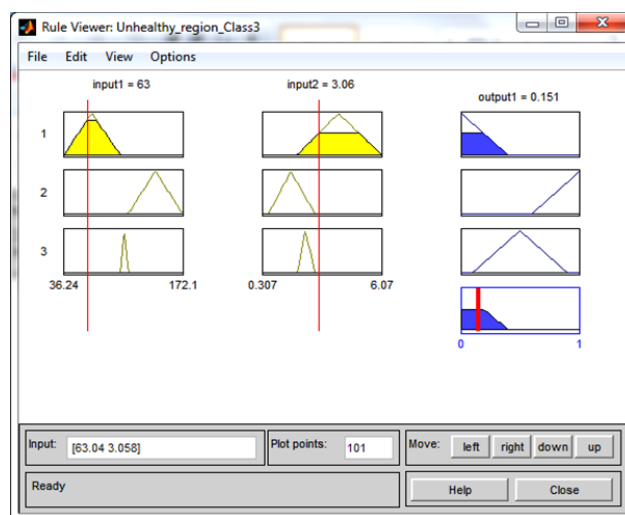 Rule Viewer: Unhealthy_region_Class3
File Edit View Options
input1 = 63 input2 = 3.06 output1 = 0.151
1
2
3
36.24 172.1 0.307 6.07
0 1
Input: [63.04 3.058] Plot points: 101 Move: left right down up
Ready Help Close